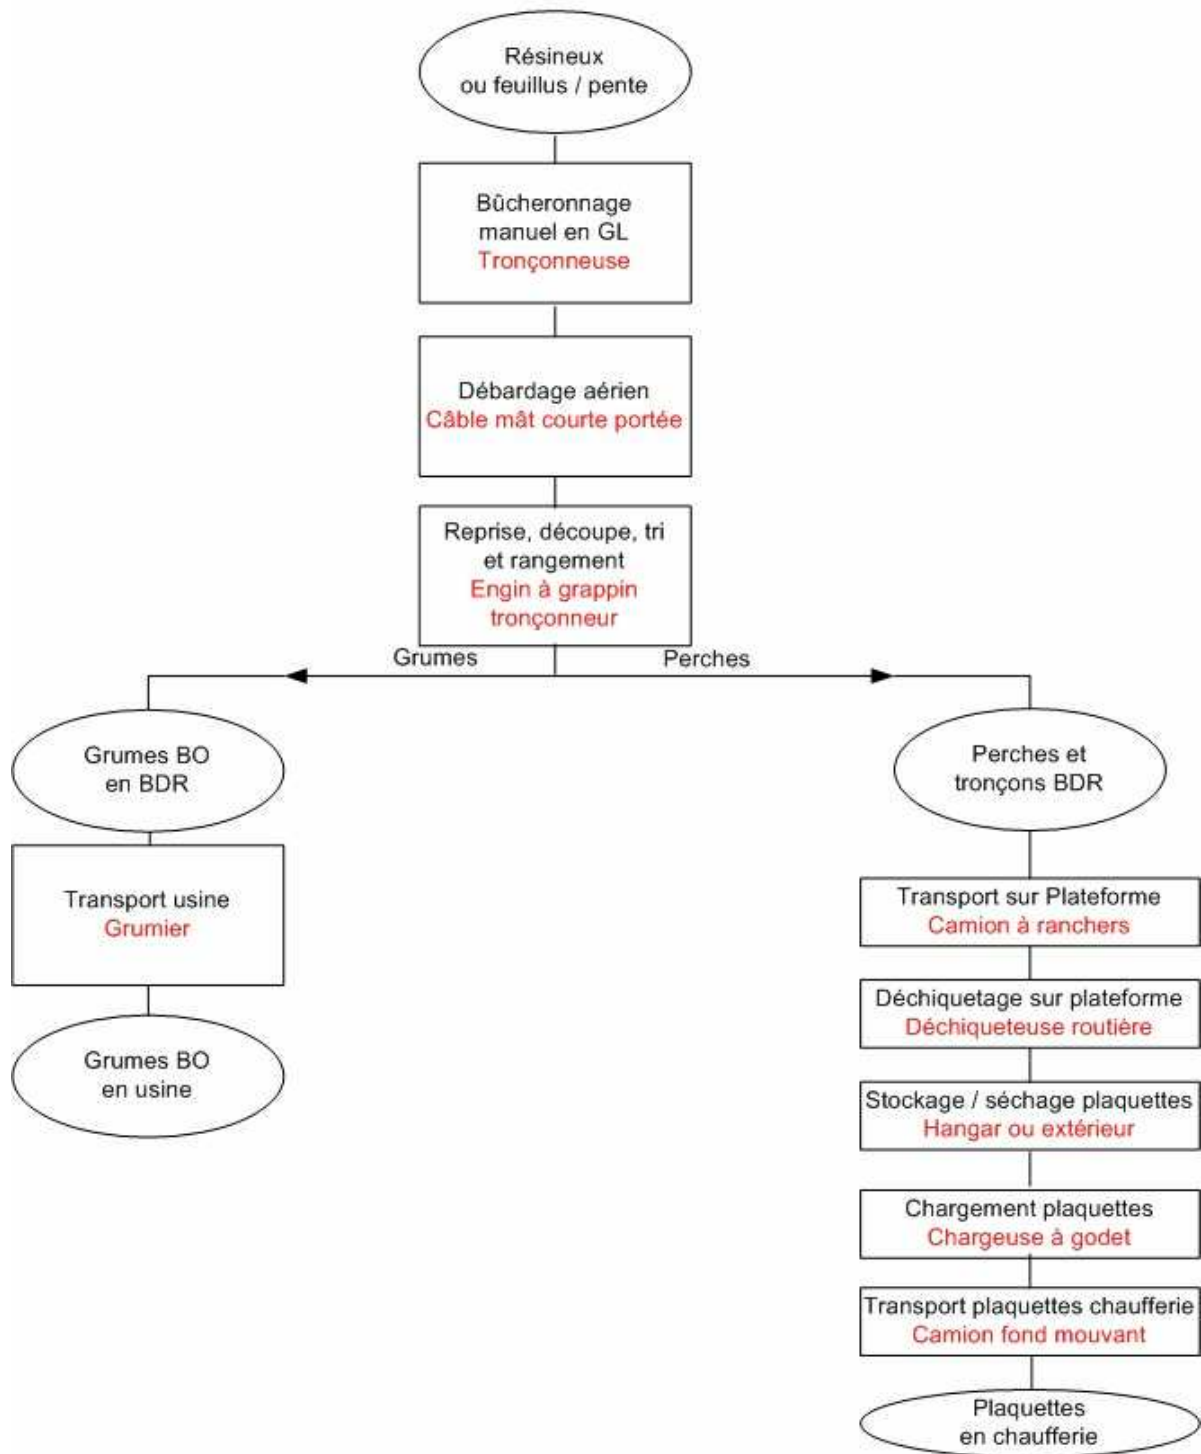 Résineux
ou feuillus / pente
Bûcheronnage
manuel en GL
Tronçonneuse
Débardage aérien
Câble mât courte portée
Reprise, découpe, tri
et rangement
Engin à grappin
tronçonneur
Grumes
Perches
Grumes BO
en BDR
Transport usine
Grumier
Grumes BO
en usine
Perches et
tronçons BDR
Transport sur Plateforme
Camion à ranchers
Déchiquetage sur plateforme
Déchiqueteuse routière
Stockage / séchage plaquettes
Hangar ou extérieur
Chargement plaquettes
Chargeuse à godet
Transport plaquettes chaufferie
Camion fond mouvant
Plaquettes
en chaufferie